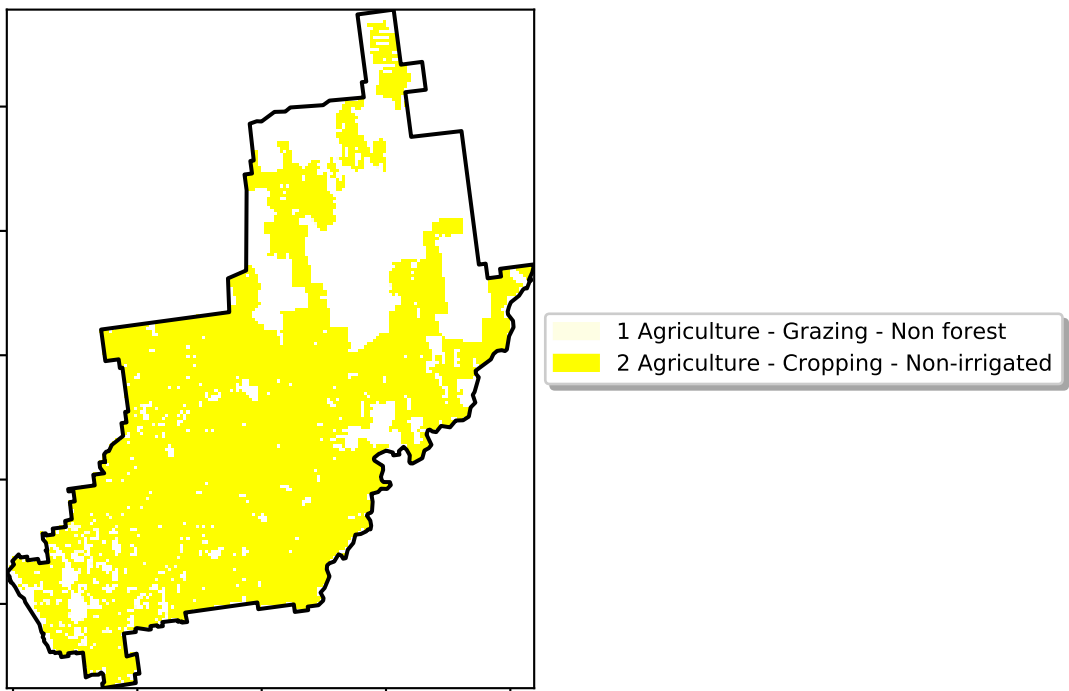 1 Agriculture - Grazing - Non forest
2 Agriculture - Cropping - Non-irrigated